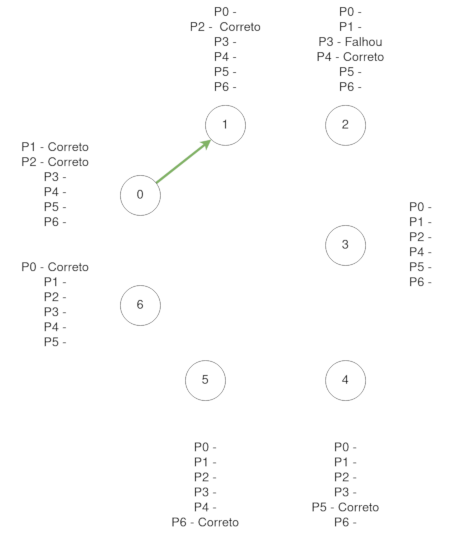 P0 -
P2 - Correto
P3 -
P4 -
P5 -
P6 -
P0 -
P1 -
P3 - Falhou
P4 - Correto
P5 -
P6 -
1
2
P1 - Correto
P2 - Correto
P3 -
P4 -
P5 -
P6 -
0
P0 -
P1 -
P2 -
P4 -
P5 -
P6 -
3
P0 - Correto
P1 -
P2 -
P3 -
P4 -
P5 -
6
5
4
P0 -
P1 -
P2 -
P3 -
P4 -
P6 - Correto
P0 -
P1 -
P2 -
P3 -
P5 - Correto
P6 -